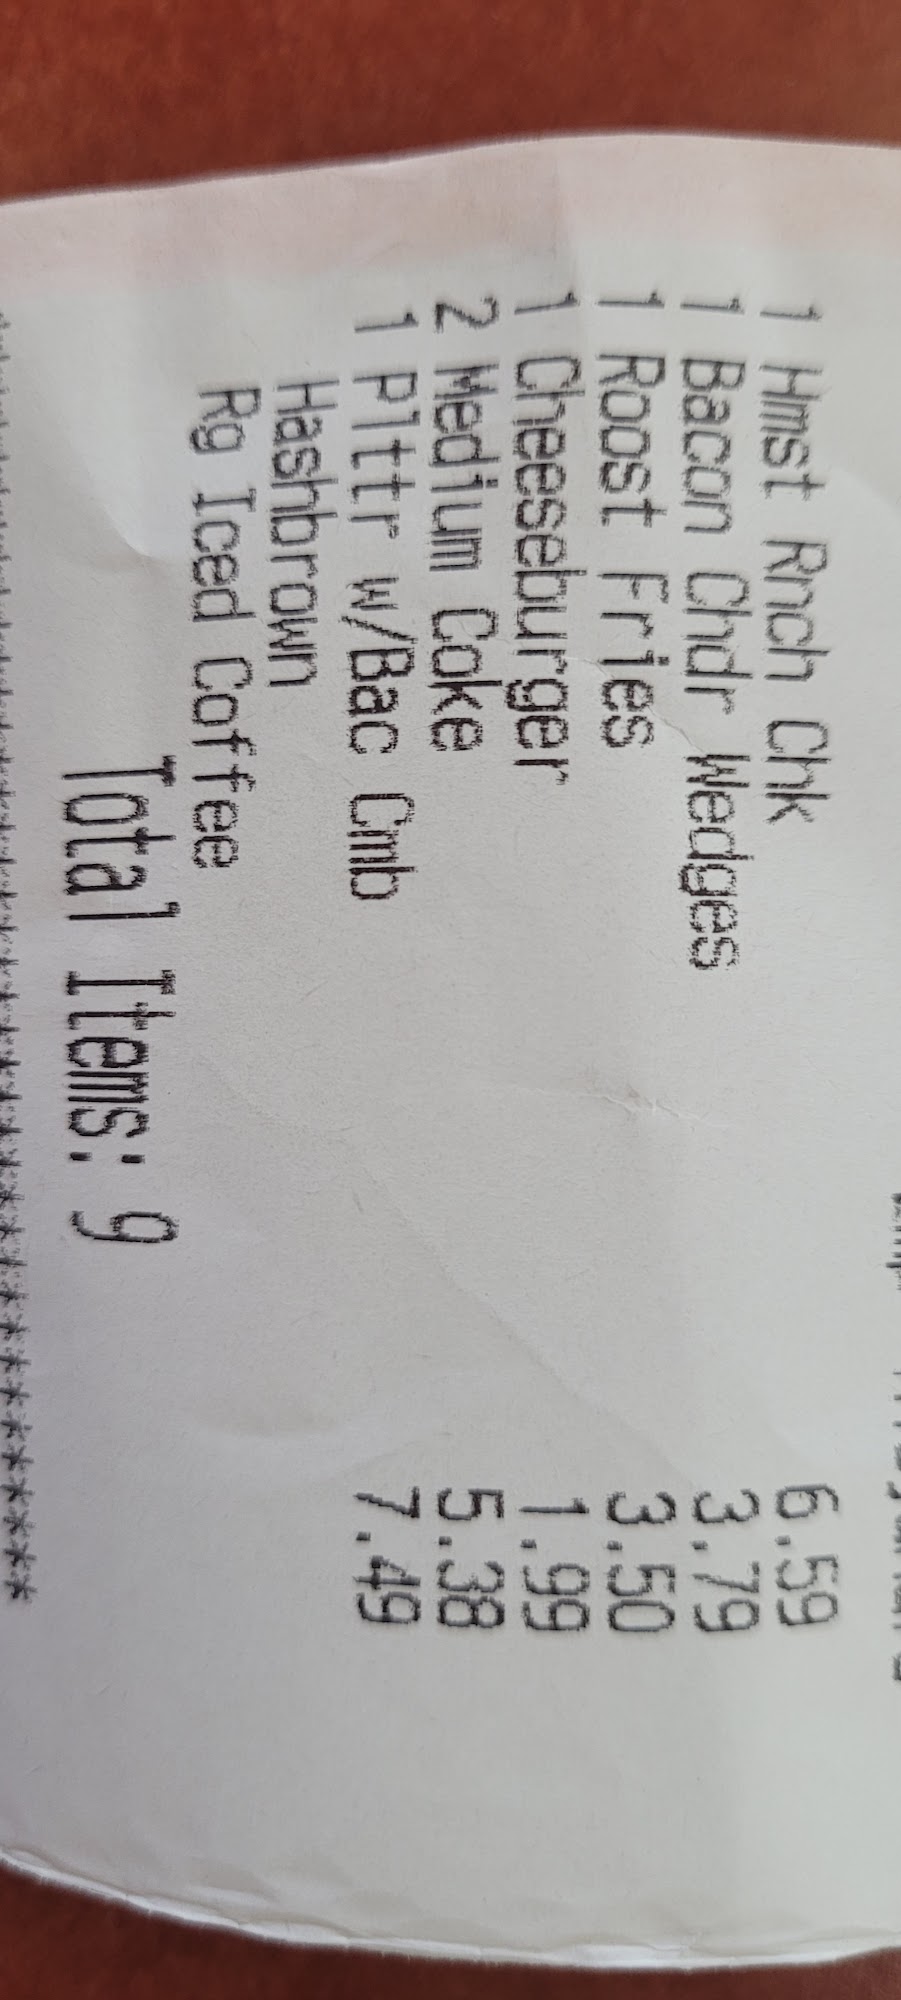 1 Hmst Rnch Chk 6.59
1 Bacon Chdr Wedges 3.79
1 Roost Fries 3.50
1 Cheeseburger 1.99
2 Medium Coke 5.38
1 Plttr w/Bac Cmb 7.49
Hashbrown
Rg Iced Coffee
Total Items: 9